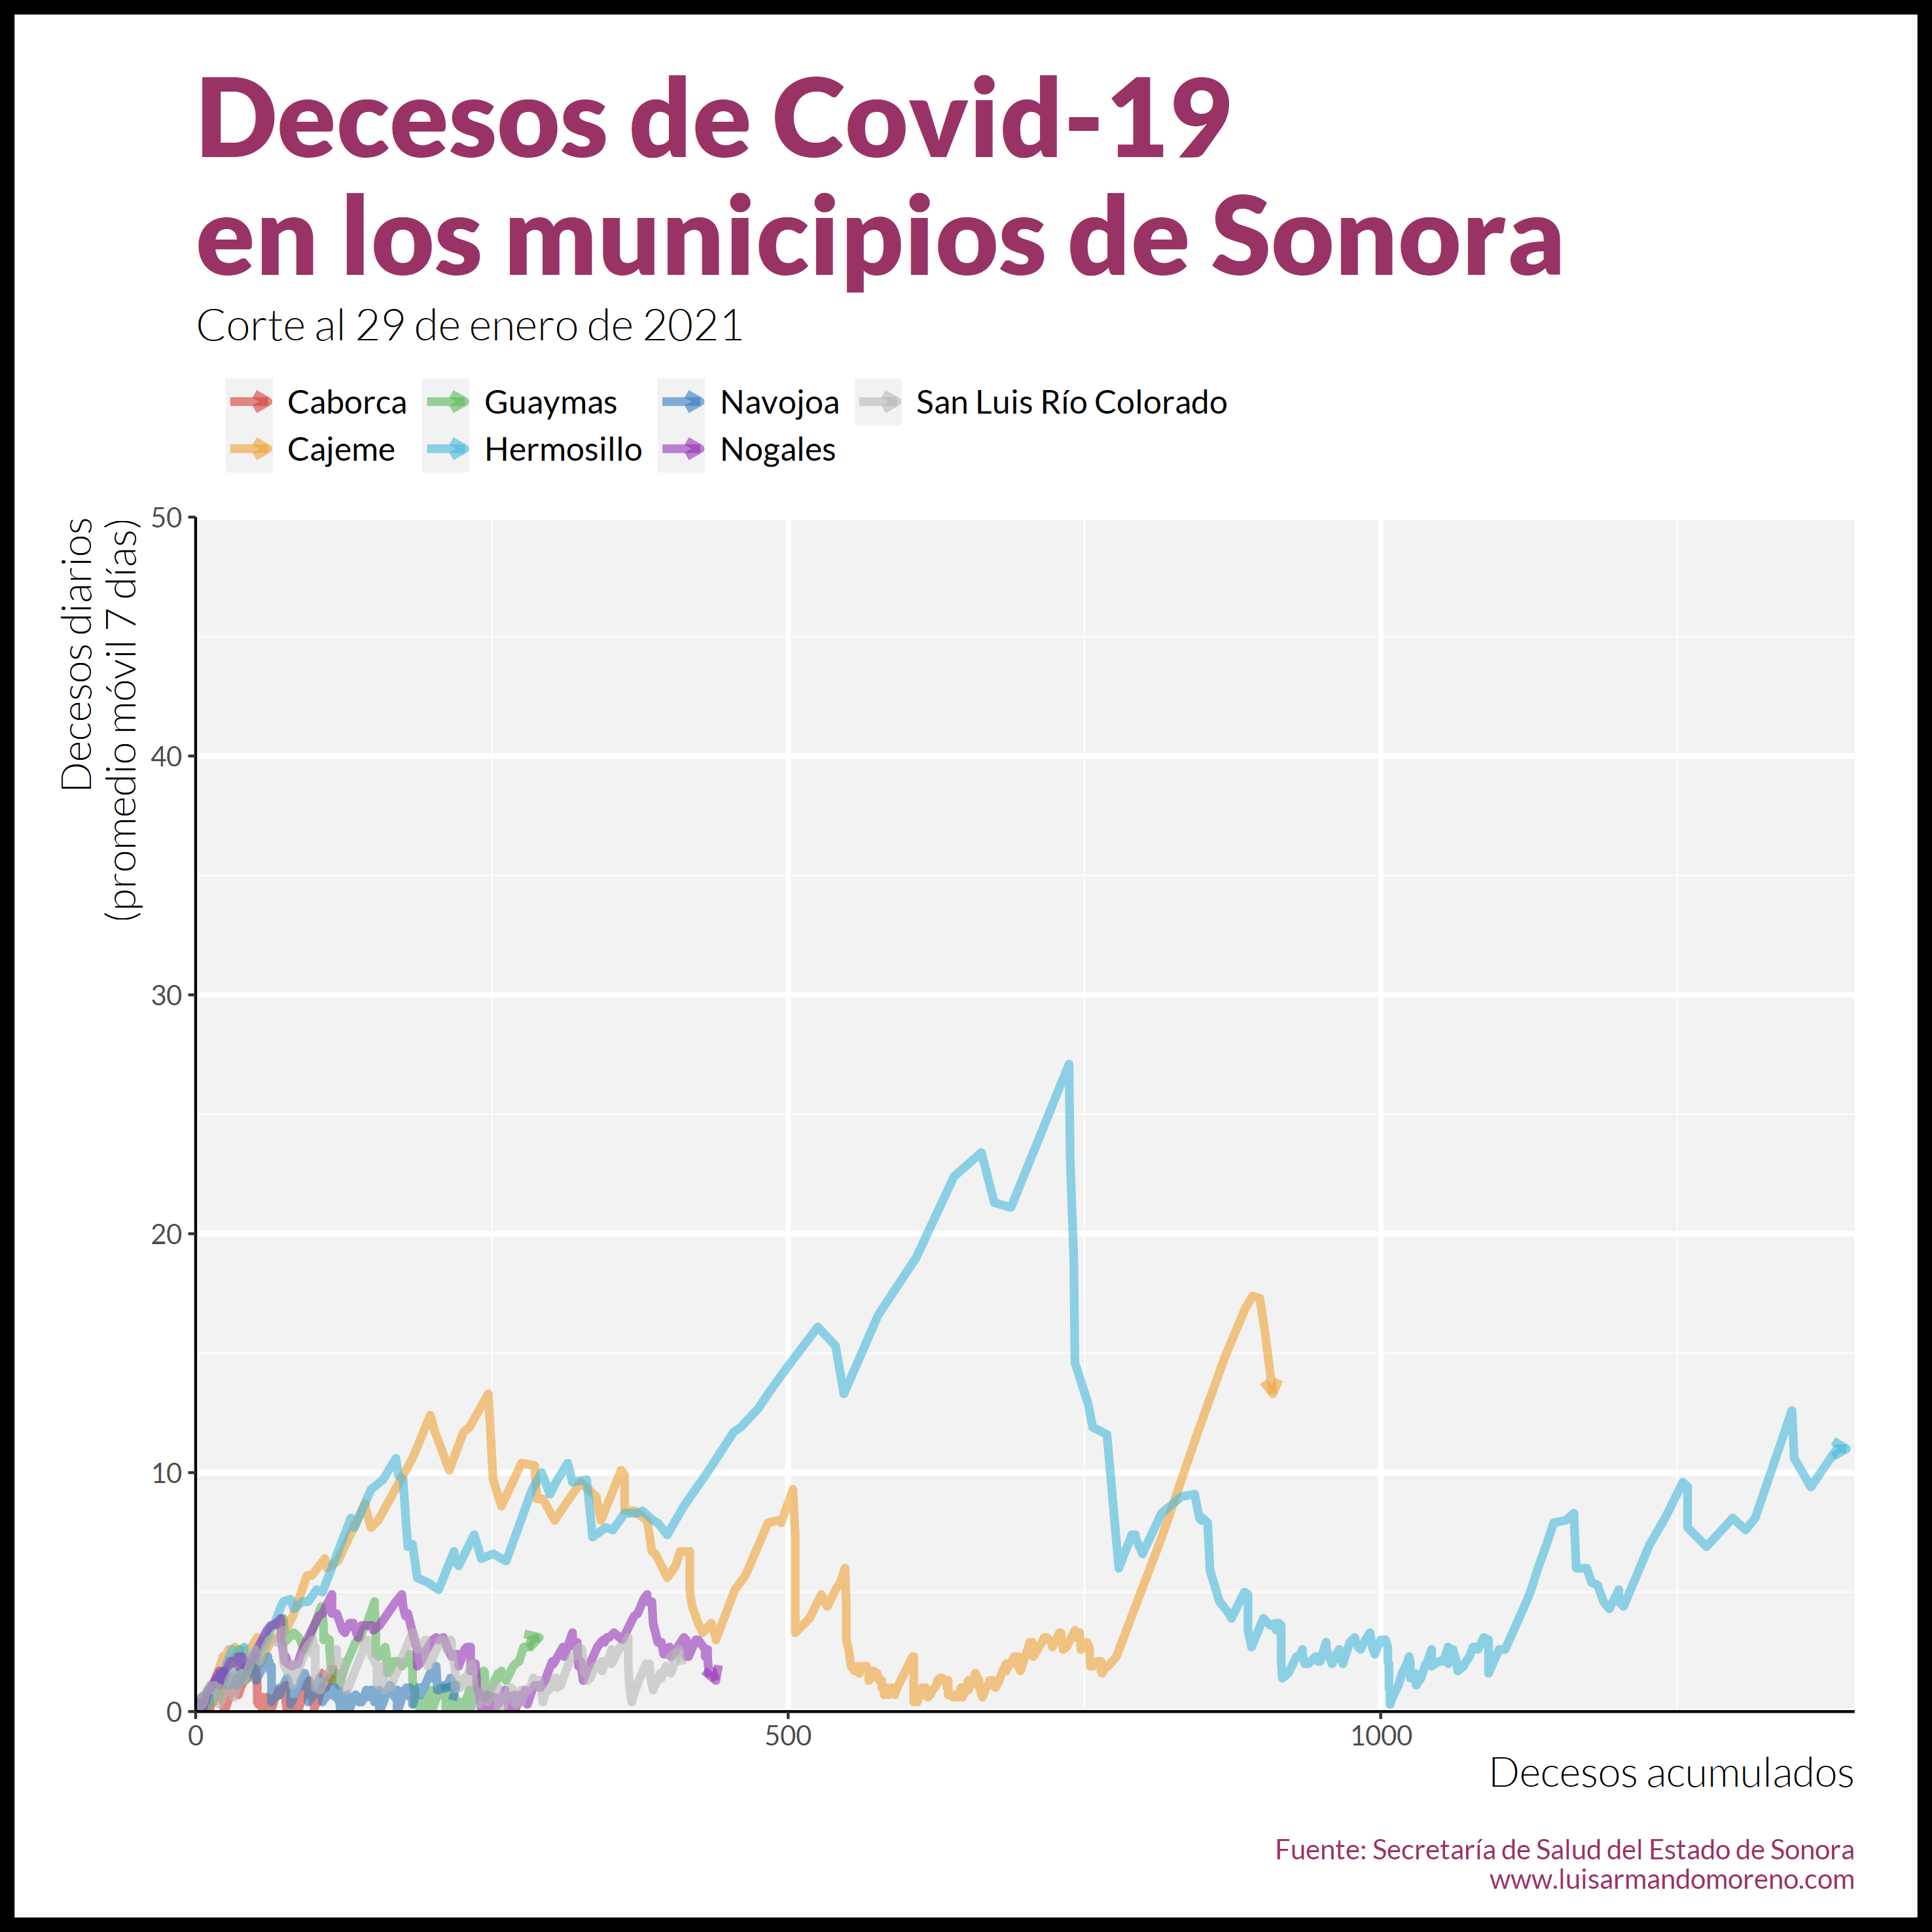 Decesos de Covid-19
en los municipios de Sonora
Corte al 29 de enero de 2021
Caborca
Guaymas
Navojoa
San Luis Río Colorado
Cajeme
Hermosillo
Nogales
Decesos diarios
(promedio móvil 7 días)
50
40
30
20
10
0
0
500
1000
Decesos acumulados
Fuente: Secretaría de Salud del Estado de Sonora
www.luisarmandomoreno.com